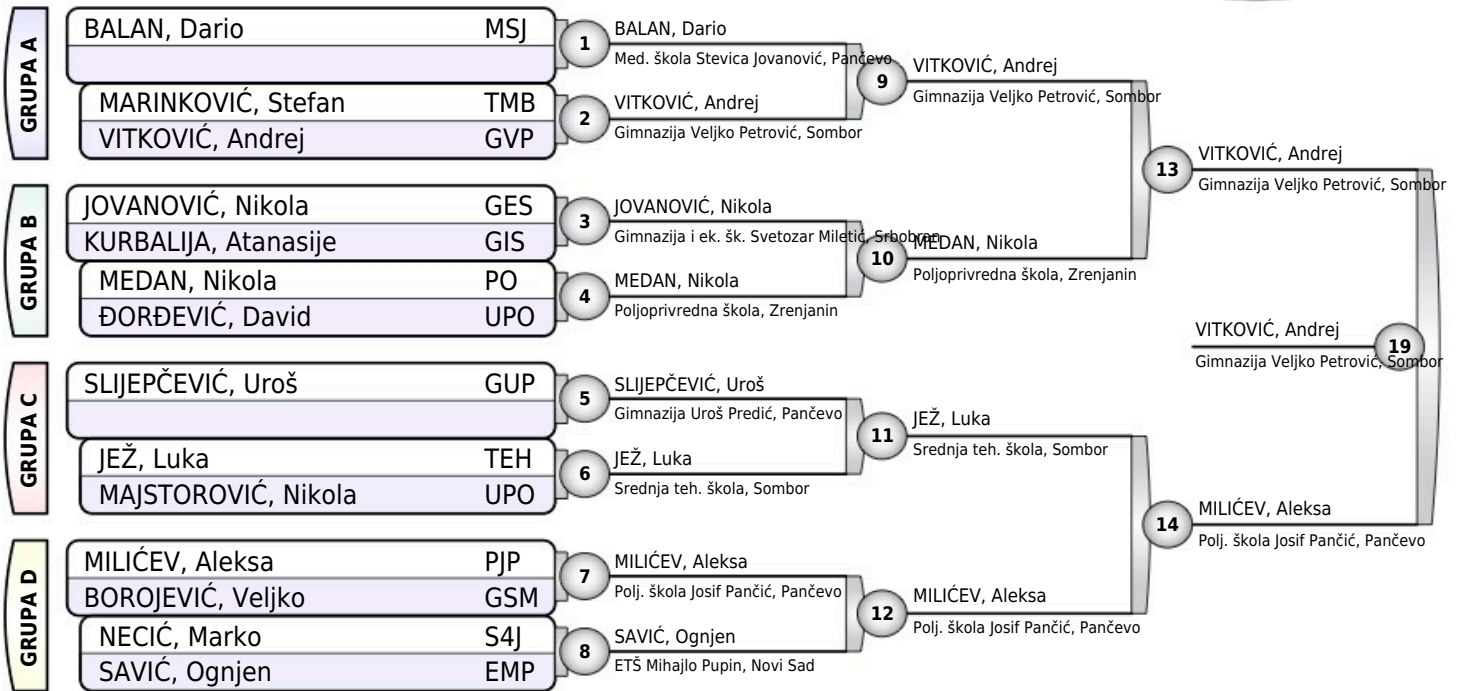 GRUPA A
BALAN, Dario MSJ
MARINKOVIĆ, Stefan TMB
VITKOVIĆ, Andrej GVP
GRUPA B
JOVANOVIĆ, Nikola GES
KURBALIJA, Atanasije GIS
MEDAN, Nikola PO
ĐORĐEVIĆ, David UPO
GRUPA C
SLIJEPČEVIĆ, Uroš GUP
JEŽ, Luka TEH
MAJSTOROVIĆ, Nikola UPO
GRUPA D
MILIĆEV, Aleksa PJP
BOROJEVIĆ, Veljko GSM
NECIĆ, Marko S4J
SAVIĆ, Ognjen EMP
1
BALAN, Dario
Med. škola Stevica Jovanović, Pančevo
2
VITKOVIĆ, Andrej
Gimnazija Veljko Petrović, Sombor
3
JOVANOVIĆ, Nikola
Gimnazija i ek. šk. Svetozar Miletić, Srbobran
4
MEDAN, Nikola
Poljoprivredna škola, Zrenjanin
5
SLIJEPČEVIĆ, Uroš
Gimnazija Uroš Predić, Pančevo
6
JEŽ, Luka
Srednja teh. škola, Sombor
7
MILIĆEV, Aleksa
Polj. škola Josif Pančić, Pančevo
8
SAVIĆ, Ognjen
ETŠ Mihajlo Pupin, Novi Sad
9
VITKOVIĆ, Andrej
Gimnazija Veljko Petrović, Sombor
10
MEDAN, Nikola
Poljoprivredna škola, Zrenjanin
11
JEŽ, Luka
Srednja teh. škola, Sombor
12
MILIĆEV, Aleksa
Polj. škola Josif Pančić, Pančevo
13
VITKOVIĆ, Andrej
Gimnazija Veljko Petrović, Sombor
14
MILIĆEV, Aleksa
Polj. škola Josif Pančić, Pančevo
VITKOVIĆ, Andrej
19
Gimnazija Veljko Petrović, Sombor